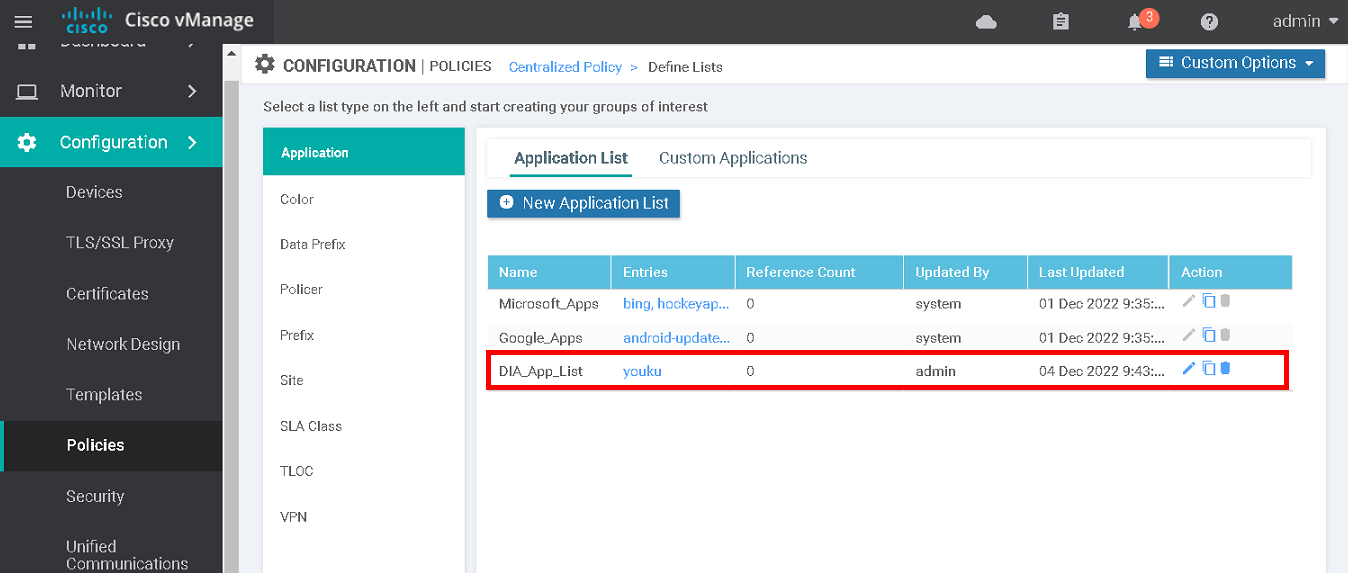 cisco Cisco vManage 3 admin
Dashboard
Monitor
Configuration
Devices
TLS/SSL Proxy
Certificates
Network Design
Templates
Policies
Security
Unified
Communications
CONFIGURATION | POLICIES Centralized Policy > Define Lists Custom Options
Select a list type on the left and start creating your groups of interest
Application
Color
Data Prefix
Policer
Prefix
Site
SLA Class
TLOC
VPN
Application List Custom Applications
New Application List
Name Entries Reference Count Updated By Last Updated Action
Microsoft_Apps bing, hockeyap... 0 system 01 Dec 2022 9:35:...
Google_Apps android-update... 0 system 01 Dec 2022 9:35:...
DIA_App_List youku 0 admin 04 Dec 2022 9:43:...